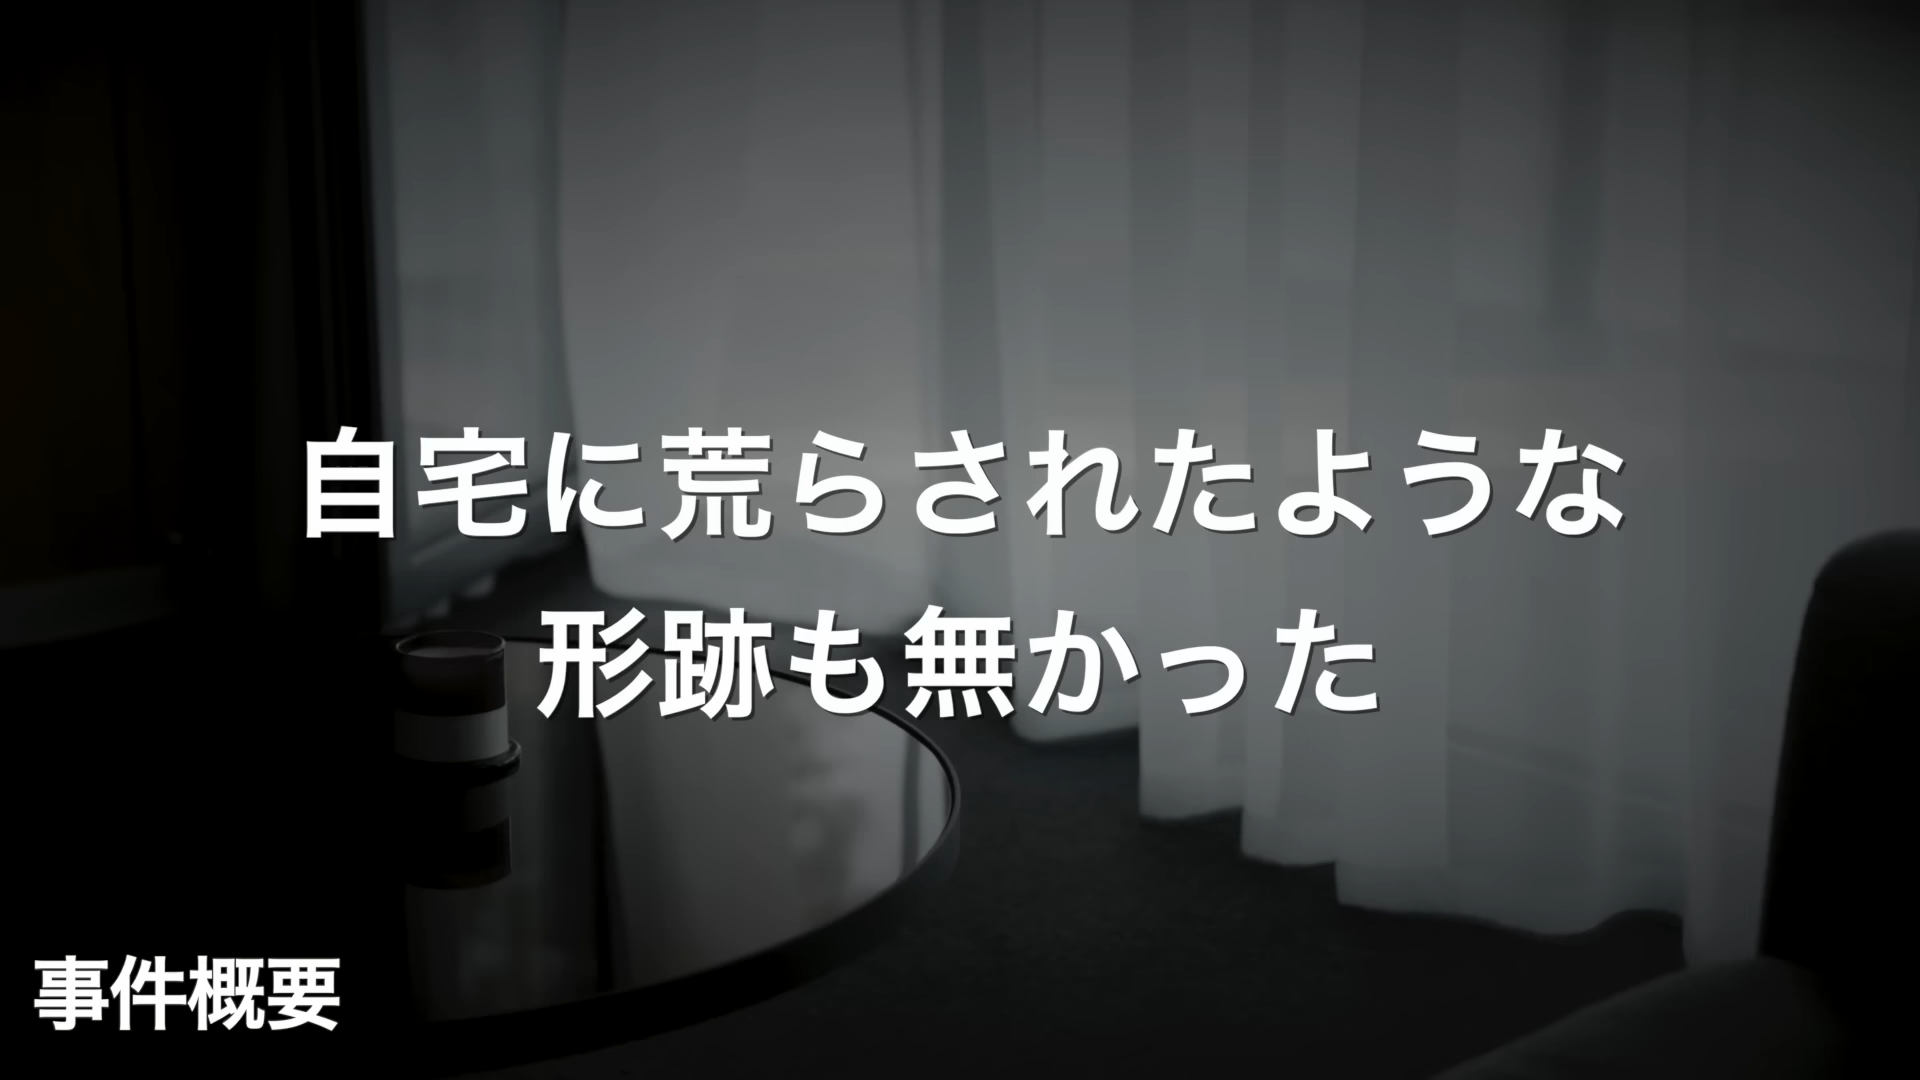 自宅に荒らされたような
形跡も無かった
事件概要